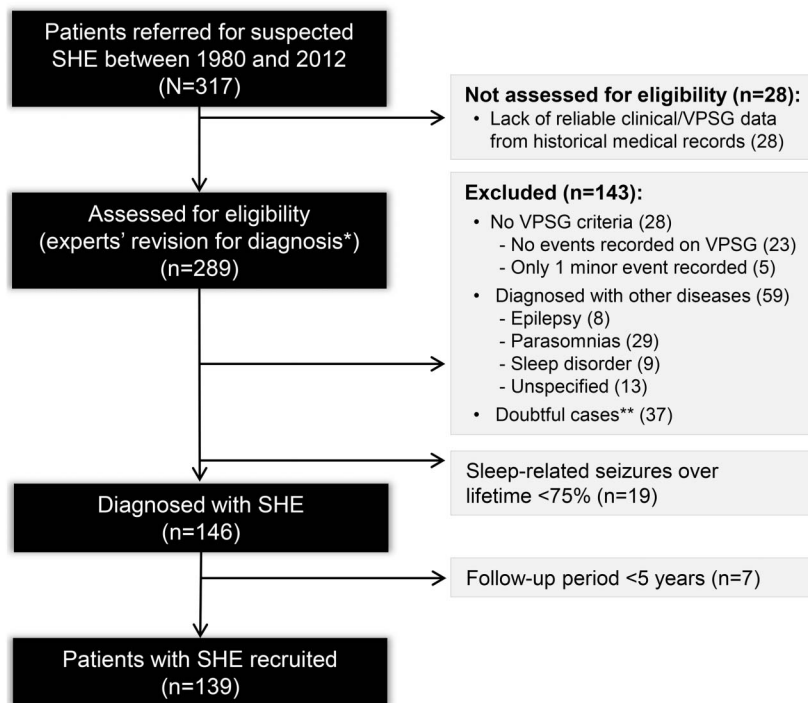 Patients referred for suspected
SHE between 1980 and 2012
(N=317)
Not assessed for eligibility (n=28):
• Lack of reliable clinical/VPSG data
from historical medical records (28)
Assessed for eligibility
(experts’ revision for diagnosis*)
(n=289)
Excluded (n=143):
• No VPSG criteria (28)
- No events recorded on VPSG (23)
- Only 1 minor event recorded (5)
• Diagnosed with other diseases (59)
- Epilepsy (8)
- Parasomnias (29)
- Sleep disorder (9)
- Unspecified (13)
• Doubtful cases** (37)
Sleep-related seizures over
lifetime <75% (n=19)
Diagnosed with SHE
(n=146)
Follow-up period <5 years (n=7)
Patients with SHE recruited
(n=139)